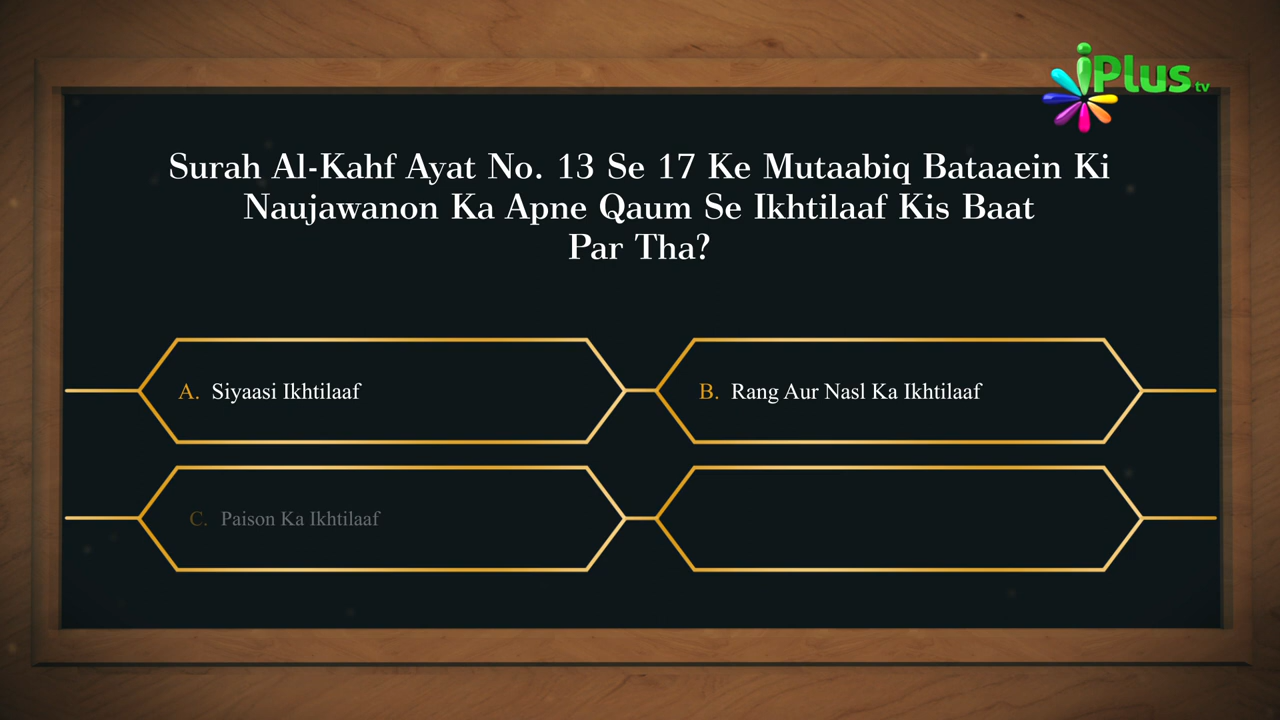 iPlus tv
Surah Al-Kahf Ayat No. 13 Se 17 Ke Mutaabiq Bataaein Ki
Naujawanon Ka Apne Qaum Se Ikhtilaaf Kis Baat
Par Tha?
A. Siyaasi Ikhtilaaf
B. Rang Aur Nasl Ka Ikhtilaaf
C. Paison Ka Ikhtilaaf